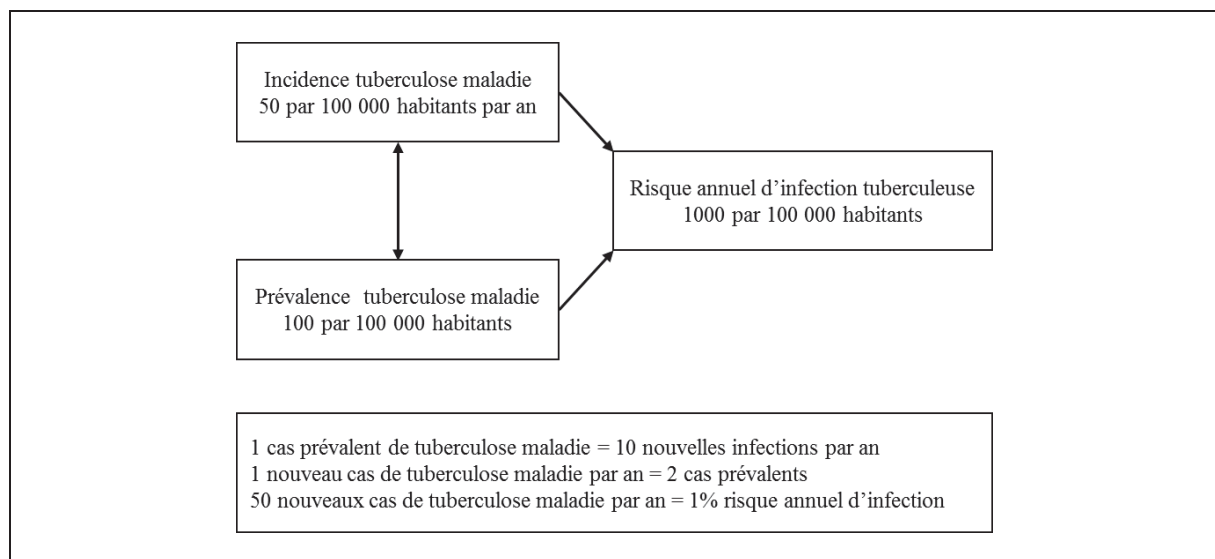 Incidence tuberculose maladie
50 par 100 000 habitants par an
Risque annuel d’infection tuberculeuse
1000 par 100 000 habitants
Prévalence tuberculose maladie
100 par 100 000 habitants
1 cas prévalent de tuberculose maladie = 10 nouvelles infections par an
1 nouveau cas de tuberculose maladie par an = 2 cas prévalents
50 nouveaux cas de tuberculose maladie par an = 1% risque annuel d’infection